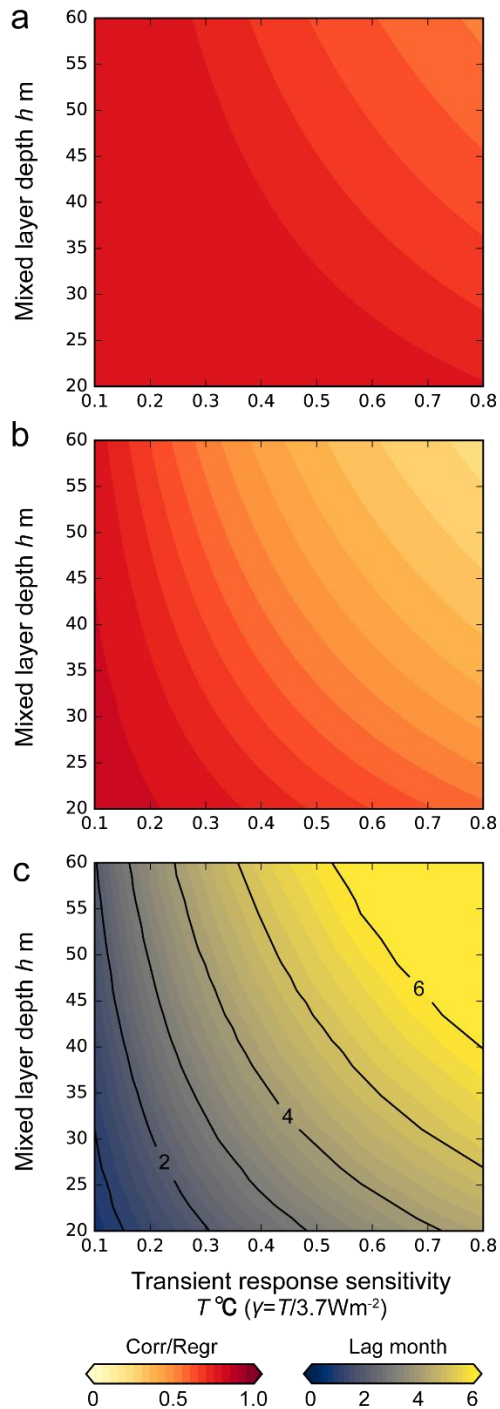 a
Mixed layer depth h m
60
55
50
45
40
35
30
25
20
0.1 0.2 0.3 0.4 0.5 0.6 0.7 0.8
b
Mixed layer depth h m
60
55
50
45
40
35
30
25
20
0.1 0.2 0.3 0.4 0.5 0.6 0.7 0.8
c
Mixed layer depth h m
60
55
50
45
40
35
30
25
20
6
4
2
0.1 0.2 0.3 0.4 0.5 0.6 0.7 0.8
Transient response sensitivity
T ℃ (γ=T/3.7Wm⁻²)
Corr/Regr
0 0.5 1.0
Lag month
0 2 4 6